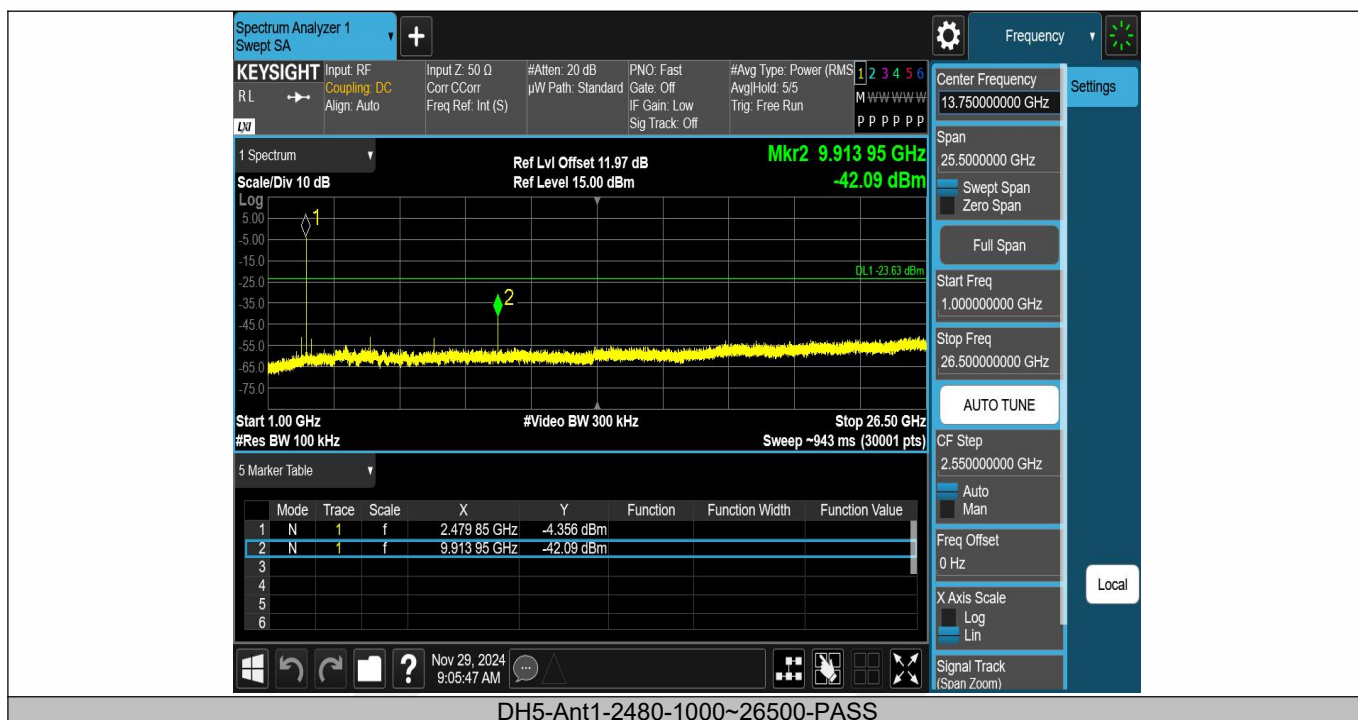 Spectrum Analyzer 1
Swept SA
Frequency
KEYSIGHT
RL
LXI
Input: RF
Coupling: DC
Align: Auto
Input Z: 50 Ω
Corr CCorr
Freq Ref: Int (S)
#Atten: 20 dB
µW Path: Standard
PNO: Fast
Gate: Off
IF Gain: Low
Sig Track: Off
#Avg Type: Power (RMS
Avg|Hold: 5/5
Trig: Free Run
1 2 3 4 5 6
M W W W W W
P P P P P P
1 Spectrum
Scale/Div 10 dB
Log
Ref Lvl Offset 11.97 dB
Ref Level 15.00 dBm
Mkr2 9.913 95 GHz
-42.09 dBm
5.00
-5.00
-15.0
-25.0
-35.0
-45.0
-55.0
-65.0
-75.0
1
2
DL1 -23.63 dBm
Start 1.00 GHz
#Video BW 300 kHz
Stop 26.50 GHz
#Res BW 100 kHz
Sweep ~943 ms (30001 pts)
5 Marker Table
Mode Trace Scale X Y Function Function Width Function Value
1 N 1 f 2.479 85 GHz -4.356 dBm
2 N 1 f 9.913 95 GHz -42.09 dBm
3
4
5
6
Nov 29, 2024
9:05:47 AM
Center Frequency
13.750000000 GHz
Settings
Span
25.5000000 GHz
Swept Span
Zero Span
Full Span
Start Freq
1.000000000 GHz
Stop Freq
26.500000000 GHz
AUTO TUNE
CF Step
2.550000000 GHz
Auto
Man
Freq Offset
0 Hz
Local
X Axis Scale
Log
Lin
Signal Track
(Span Zoom)
DH5-Ant1-2480-1000~26500-PASS